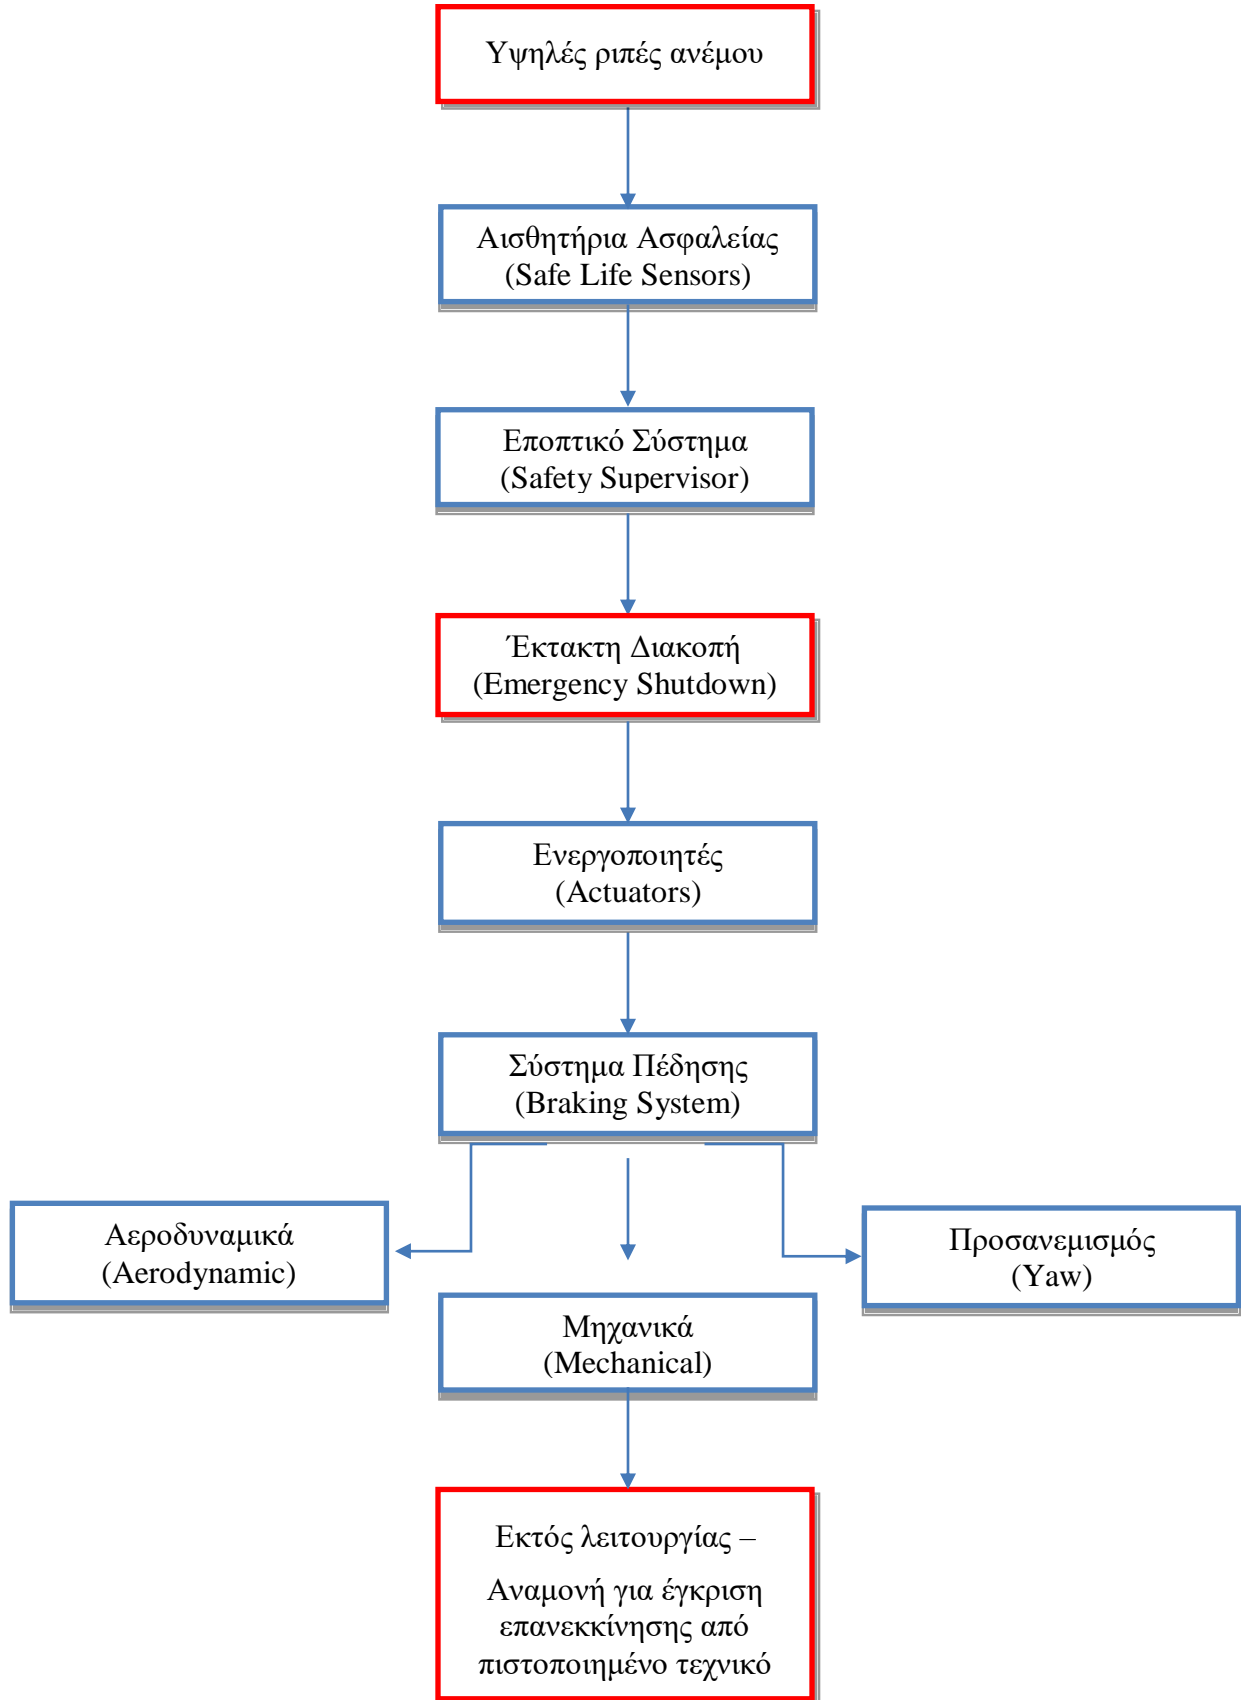 Υψηλές ριπές ανέμου
Αισθητήρια Ασφαλείας
(Safe Life Sensors)
Εποπτικό Σύστημα
(Safety Supervisor)
Έκτακτη Διακοπή
(Emergency Shutdown)
Ενεργοποιητές
(Actuators)
Σύστημα Πέδησης
(Braking System)
Αεροδυναμικά
(Aerodynamic)
Προσανεμισμός
(Yaw)
Μηχανικά
(Mechanical)
Εκτός λειτουργίας –
Αναμονή για έγκριση
επανεκκίνησης από
πιστοποιημένο τεχνικό